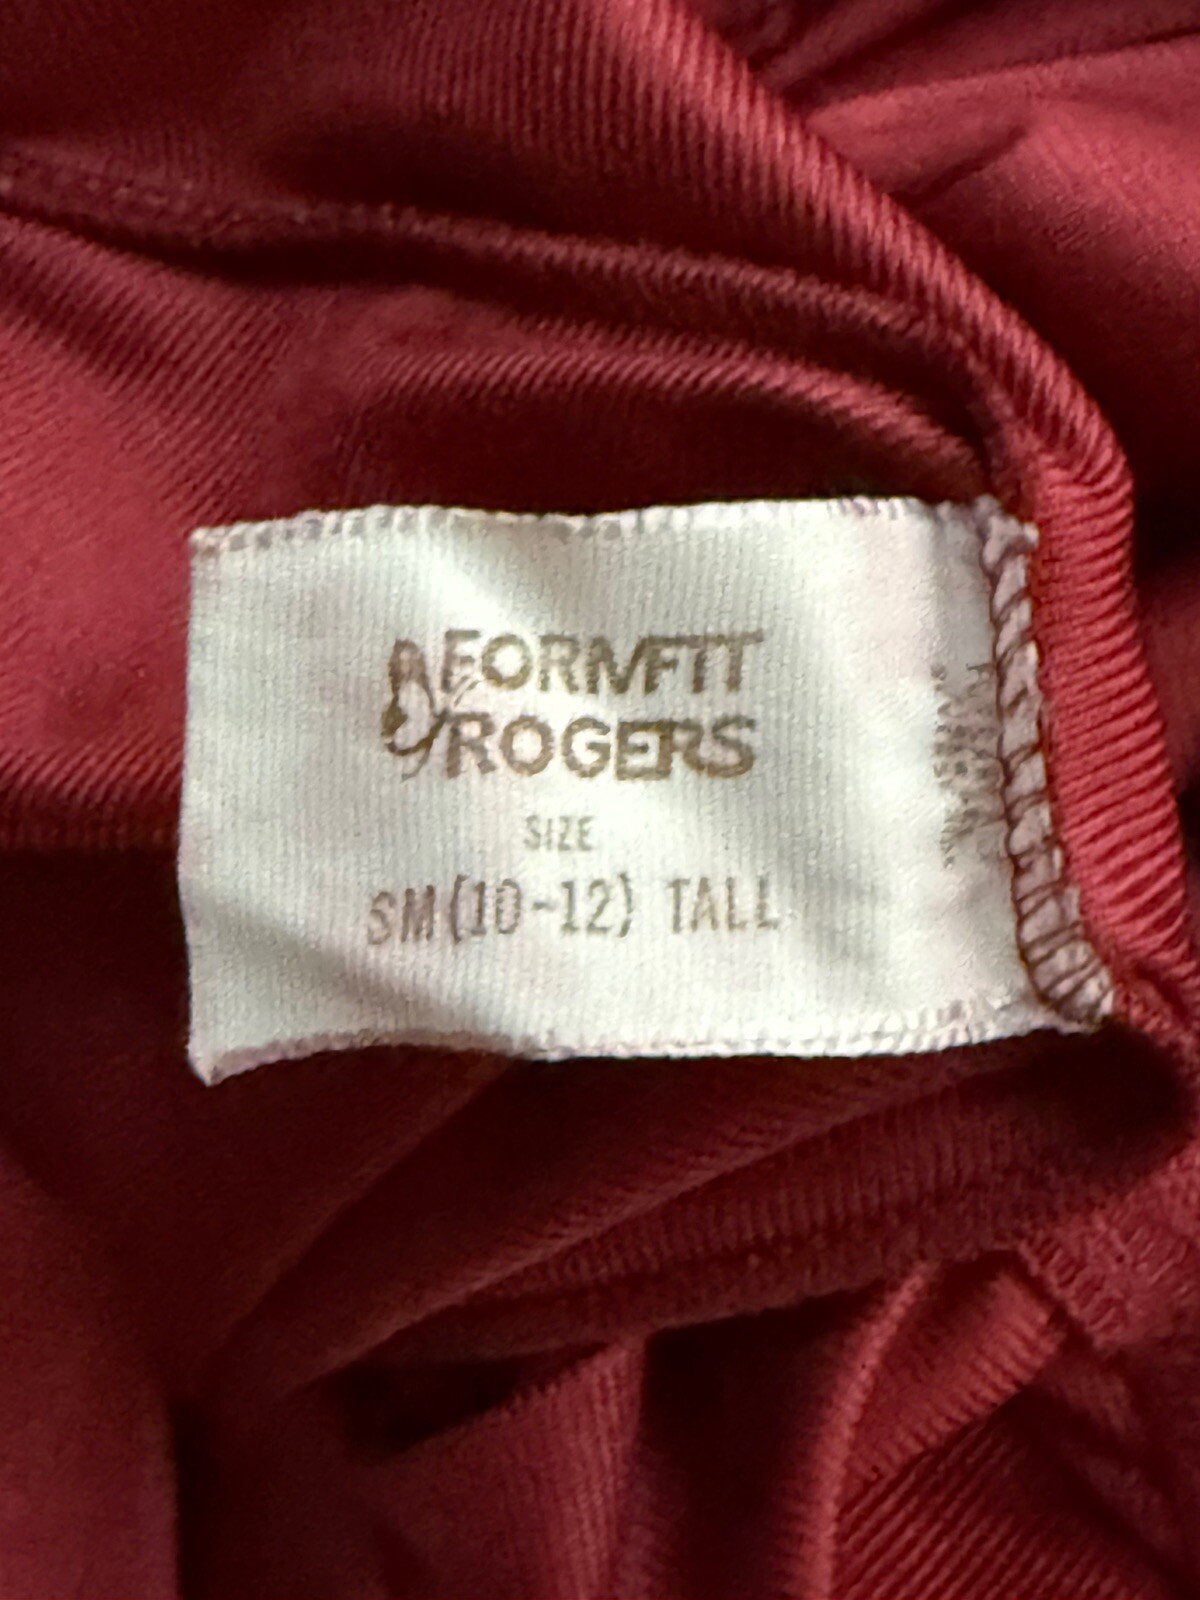 FORMFIT
ROGERS
SIZE
SM (10-12) TALL